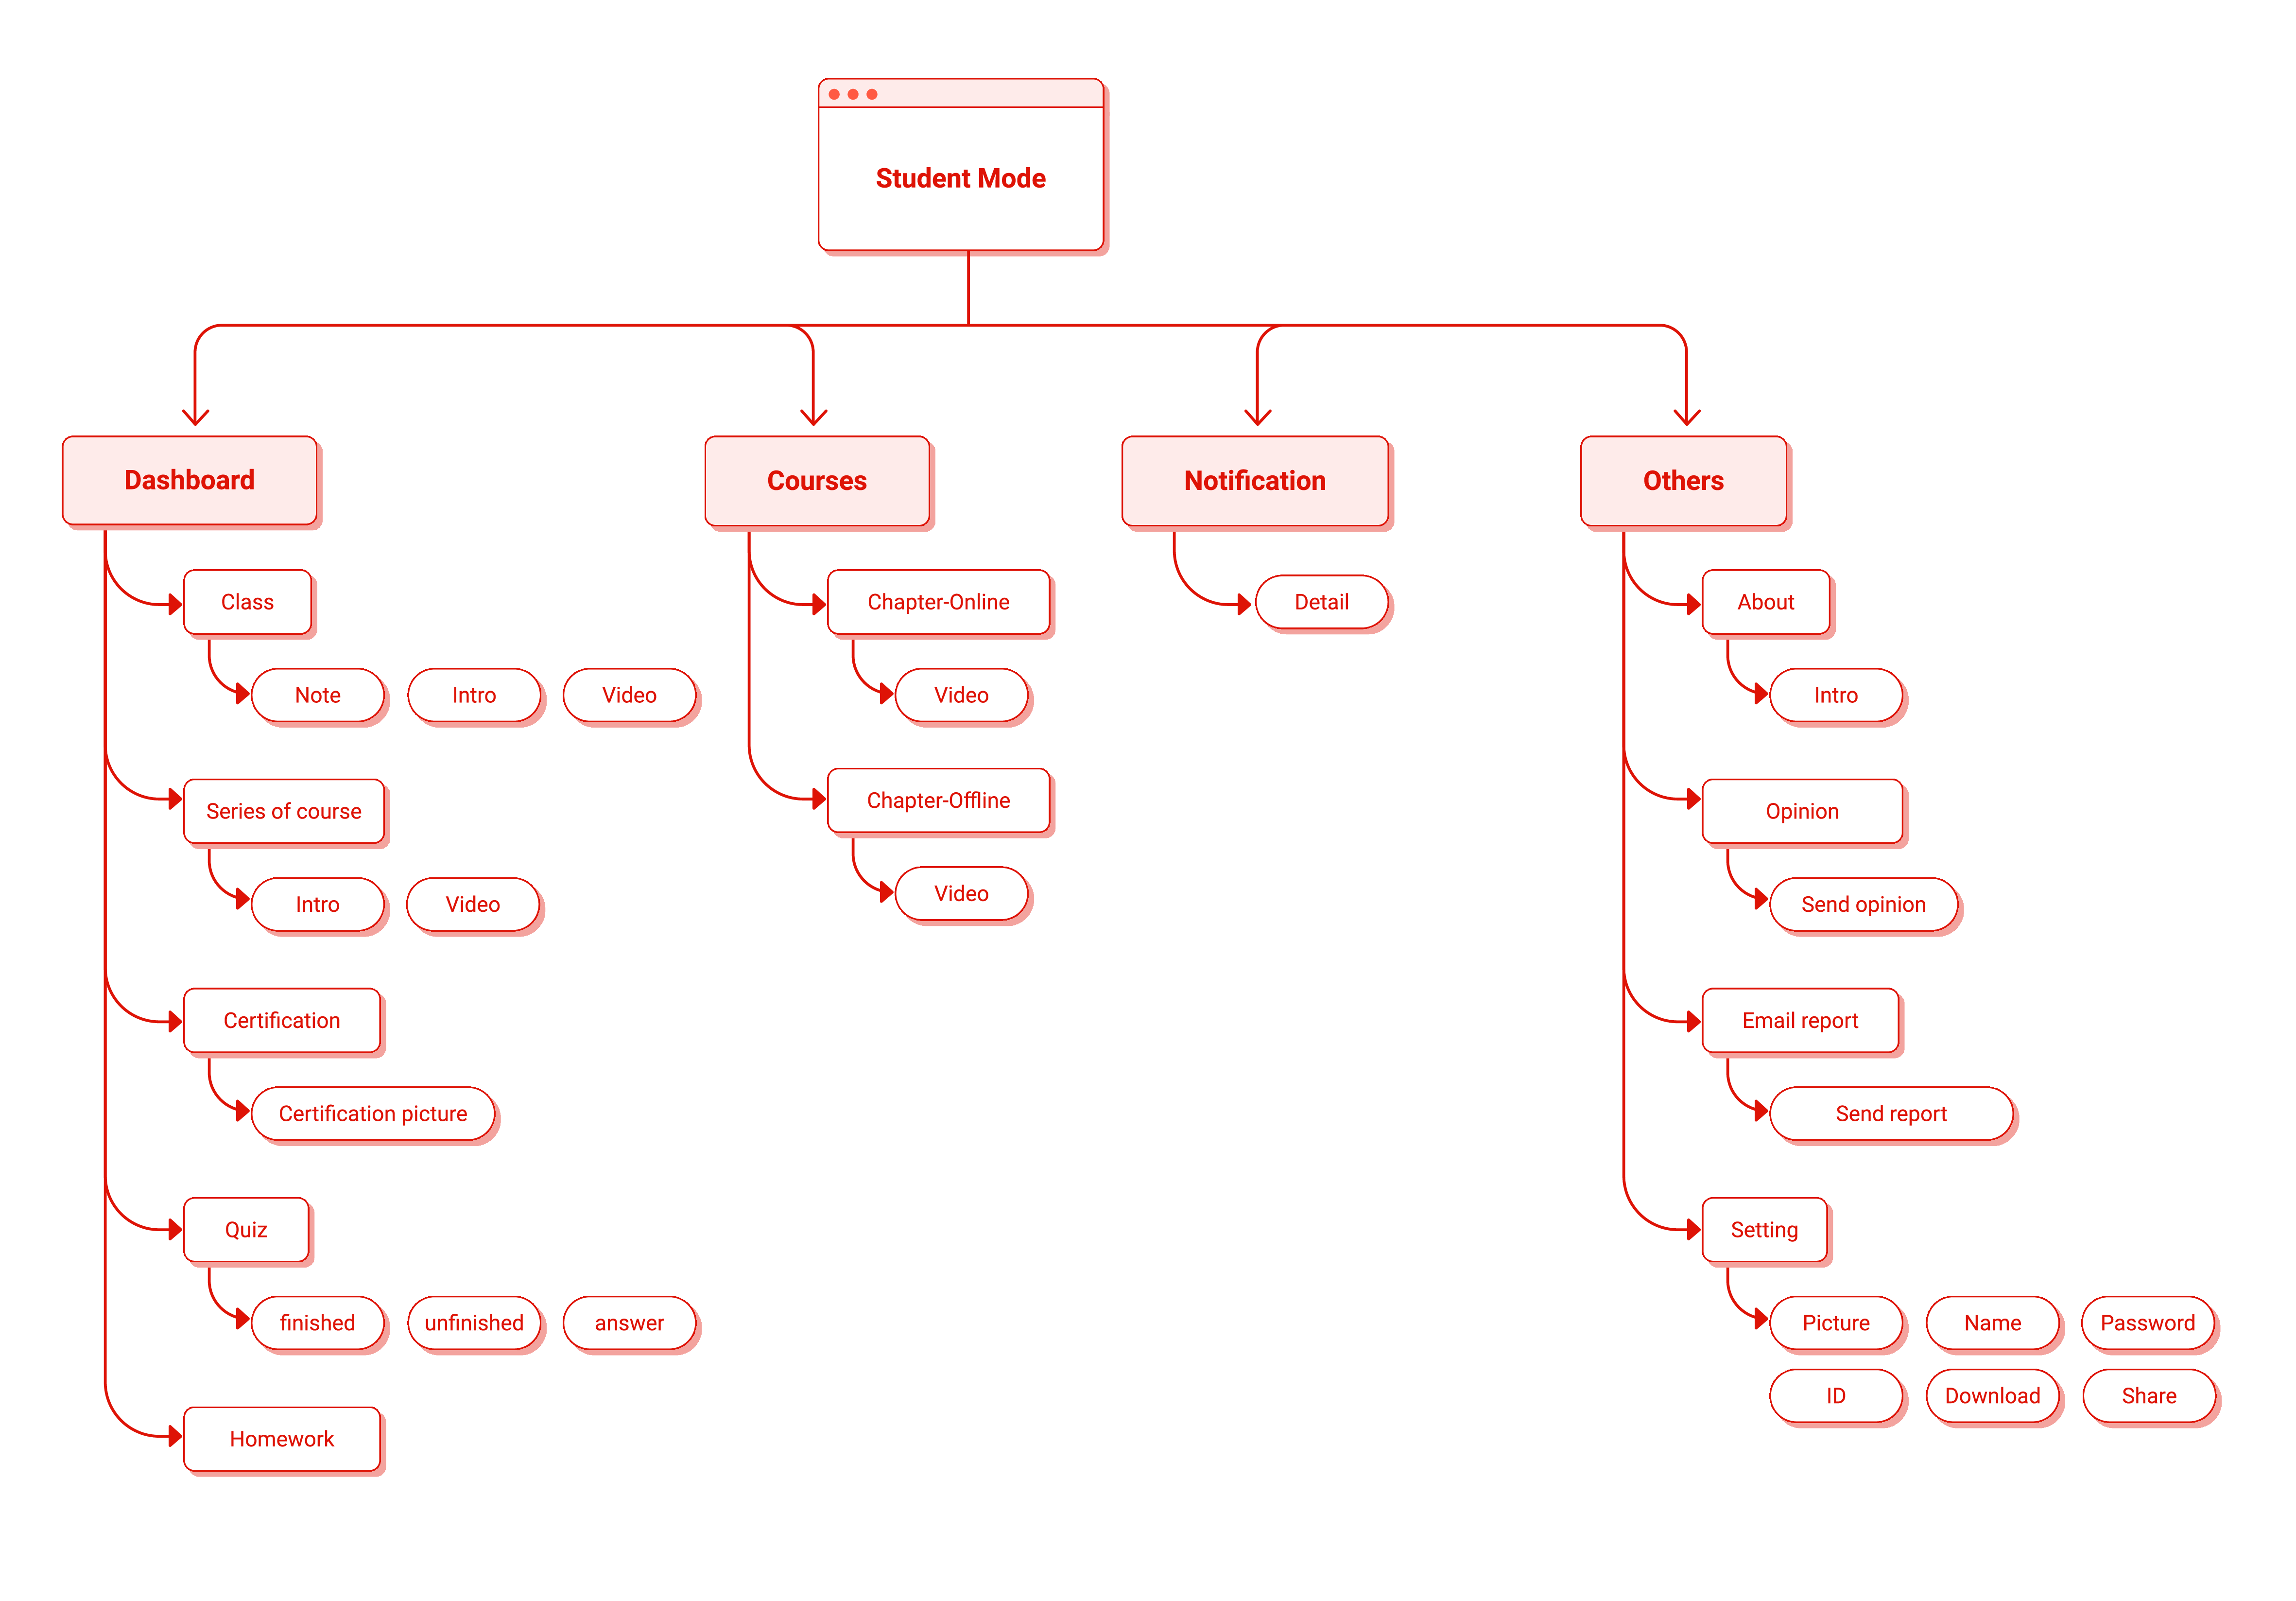 Student Mode
Dashboard
Class
Note
Intro
Video
Series of course
Intro
Video
Certification
Certification picture
Quiz
finished
unfinished
answer
Homework
Courses
Chapter-Online
Video
Chapter-Offline
Video
Notification
Detail
Others
About
Intro
Opinion
Send opinion
Email report
Send report
Setting
Picture
Name
Password
ID
Download
Share